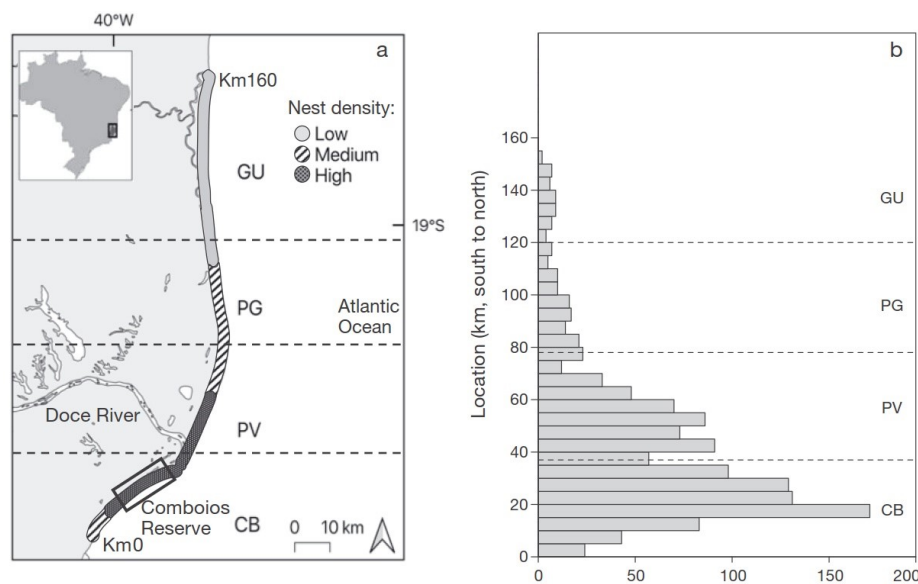 40°W
a
Km160
Nest density:
Low
Medium
High
GU
19°S
PG
Atlantic
Ocean
Doce River
PV
Comboios
Reserve
CB
0 10 km
Km0
b
Location (km, south to north)
160
140
120
100
80
60
40
20
0
GU
PG
PV
CB
0 50 100 150 200